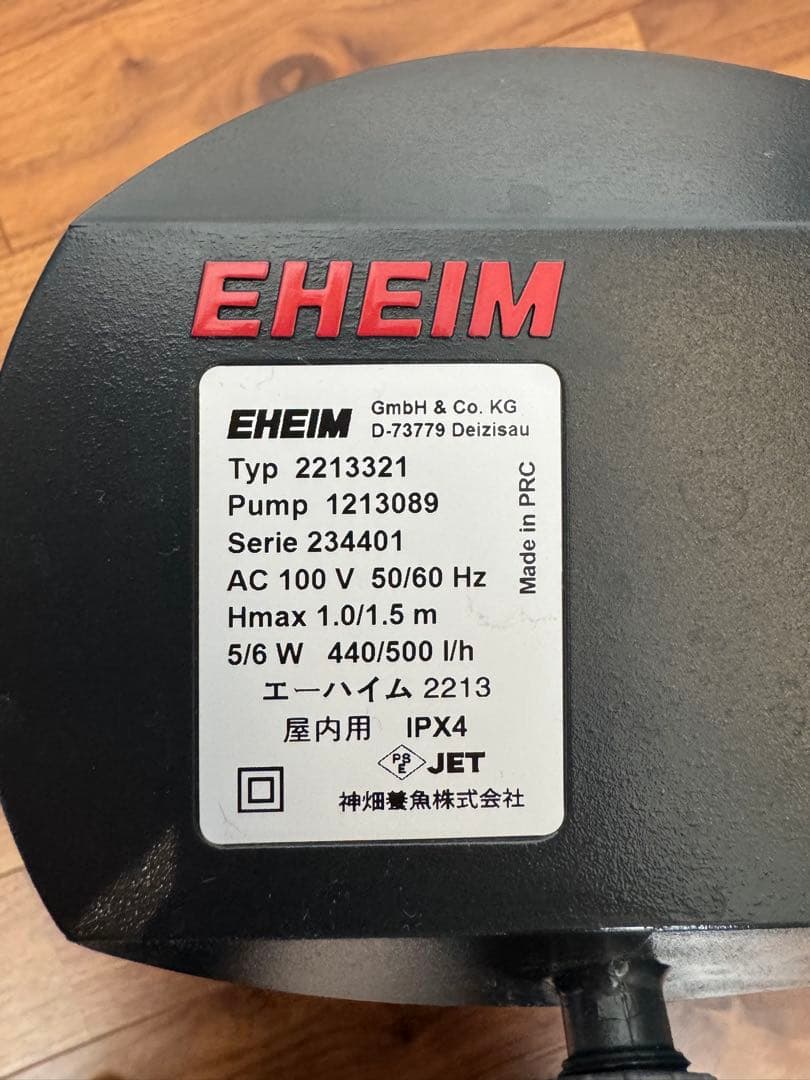 EHEIM
EHEIM GmbH & Co. KG
D-73779 Deizisau
Typ 2213321
Pump 1213089
Serie 234401
AC 100 V 50/60 Hz
Hmax 1.0/1.5 m
5/6 W 440/500 l/h
Made in PRC
エーハイム 2213
屋内用 IPX4
PSE JET
神畑養魚株式会社